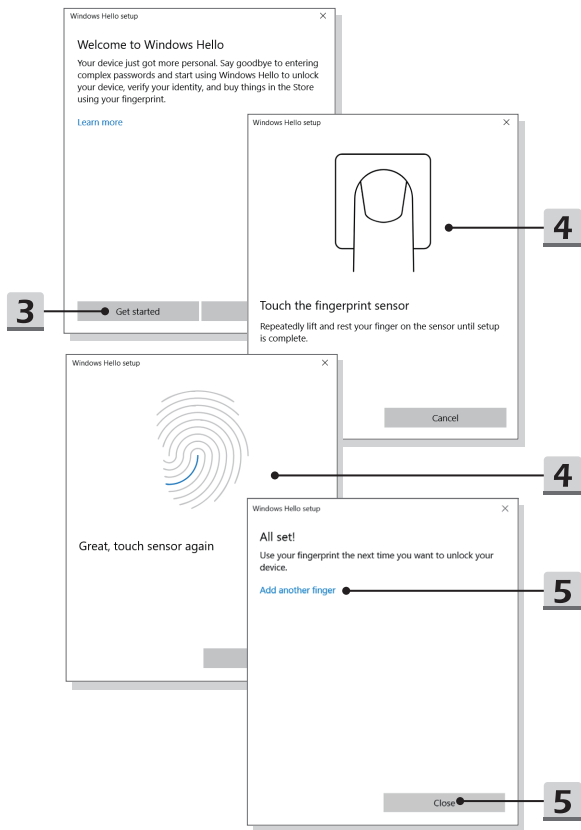 Windows Hello setup
Welcome to Windows Hello
Your device just got more personal. Say goodbye to entering
complex passwords and start using Windows Hello to unlock
your device, verify your identity, and buy things in the Store
using your fingerprint.
Learn more
3
Get started
Windows Hello setup
4
Touch the fingerprint sensor
Repeatedly lift and rest your finger on the sensor until setup
is complete.
Cancel
Windows Hello setup
4
Great, touch sensor again
Windows Hello setup
All set!
Use your fingerprint the next time you want to unlock your
device.
Add another finger
5
Close
5